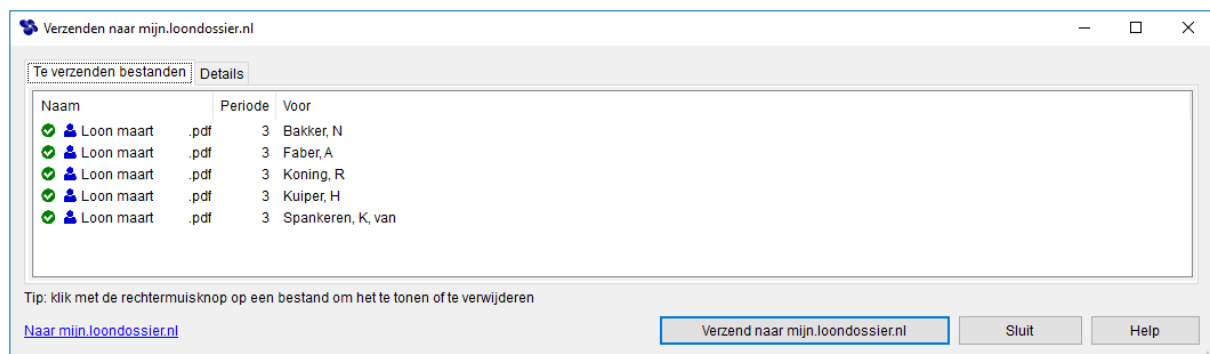 Verzenden naar mijn.loondossier.nl
Te verzenden bestanden Details
Naam Periode Voor
Loon maart .pdf 3 Bakker, N
Loon maart .pdf 3 Faber, A
Loon maart .pdf 3 Koning, R
Loon maart .pdf 3 Kuiper, H
Loon maart .pdf 3 Spankeren, K, van
Tip: klik met de rechtermuisknop op een bestand om het te tonen of te verwijderen
Naar mijn.loondossier.nl Verzend naar mijn.loondossier.nl Sluit Help